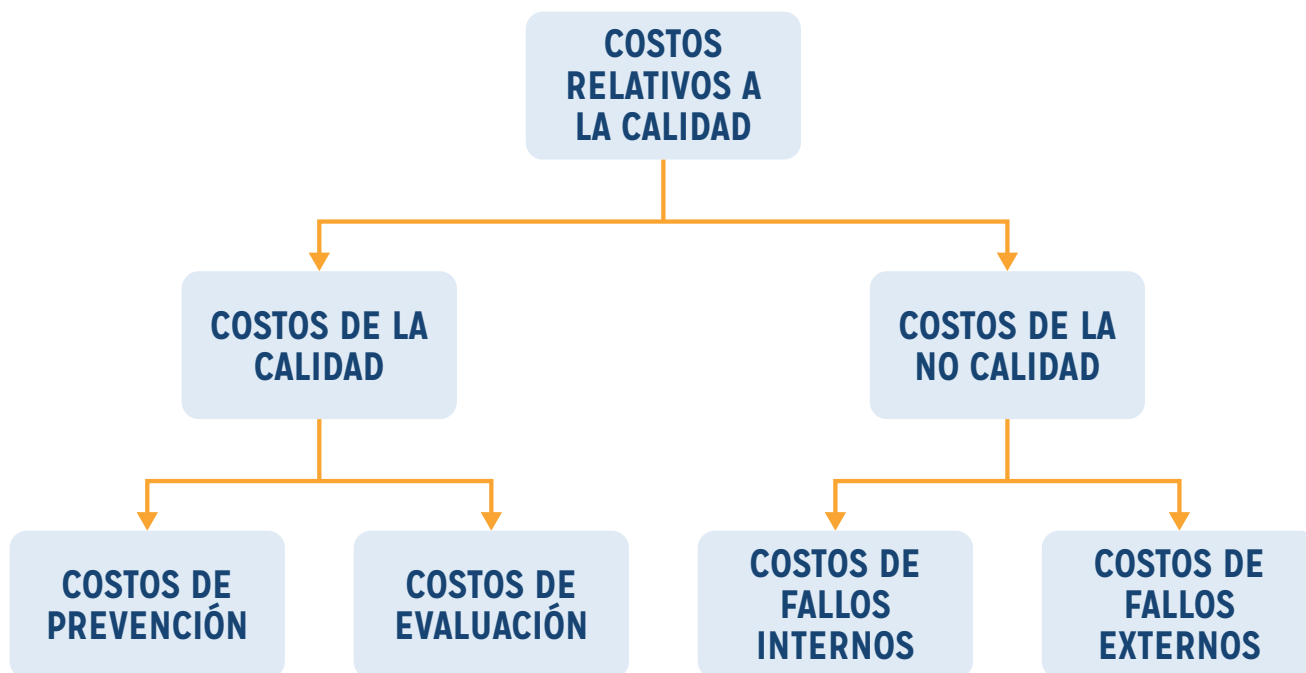 COSTOS
RELATIVOS A
LA CALIDAD
COSTOS DE LA
CALIDAD
COSTOS DE LA
NO CALIDAD
COSTOS DE
PREVENCIÓN
COSTOS DE
EVALUACIÓN
COSTOS DE
FALLOS
INTERNOS
COSTOS DE
FALLOS
EXTERNOS